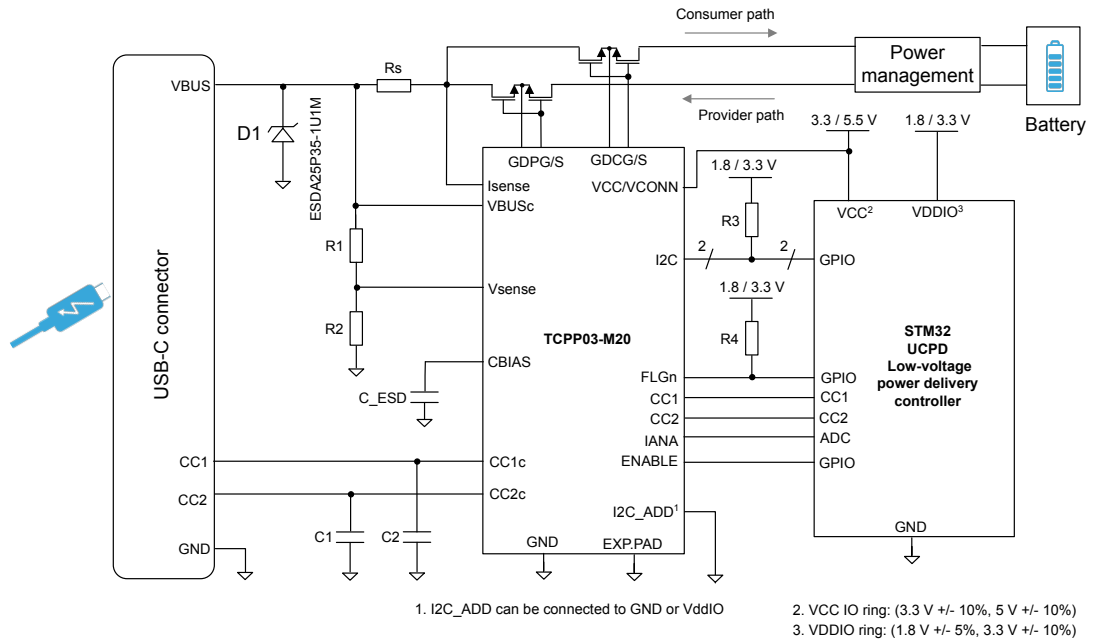 Consumer path
Power
management
Rs
VBUS
Provider path
Battery
D1
ESDA25P35-1U1M
3.3 / 5.5 V
1.8 / 3.3 V
GDPG/S
GDCG/S
1.8 / 3.3 V
Isense
VCC/VCONN
VBUSc
R3
VCC2
VDDIO3
R1
2
2
I2C
GPIO
Vsense
1.8 / 3.3 V
USB-C connector
R2
TCPP03-M20
R4
STM32
UCPD
Low-voltage
power delivery
controller
CBIAS
C_ESD
FLGn
GPIO
CC1
CC1
CC2
CC2
IANA
ADC
CC1
CC1c
ENABLE
GPIO
CC2
CC2c
I2C_ADD1
C1
C2
GND
GND
GND
EXP.PAD
1. I2C_ADD can be connected to GND or VddIO
2. VCC IO ring: (3.3 V +/- 10%, 5 V +/- 10%)
3. VDDIO ring: (1.8 V +/- 5%, 3.3 V +/- 10%)